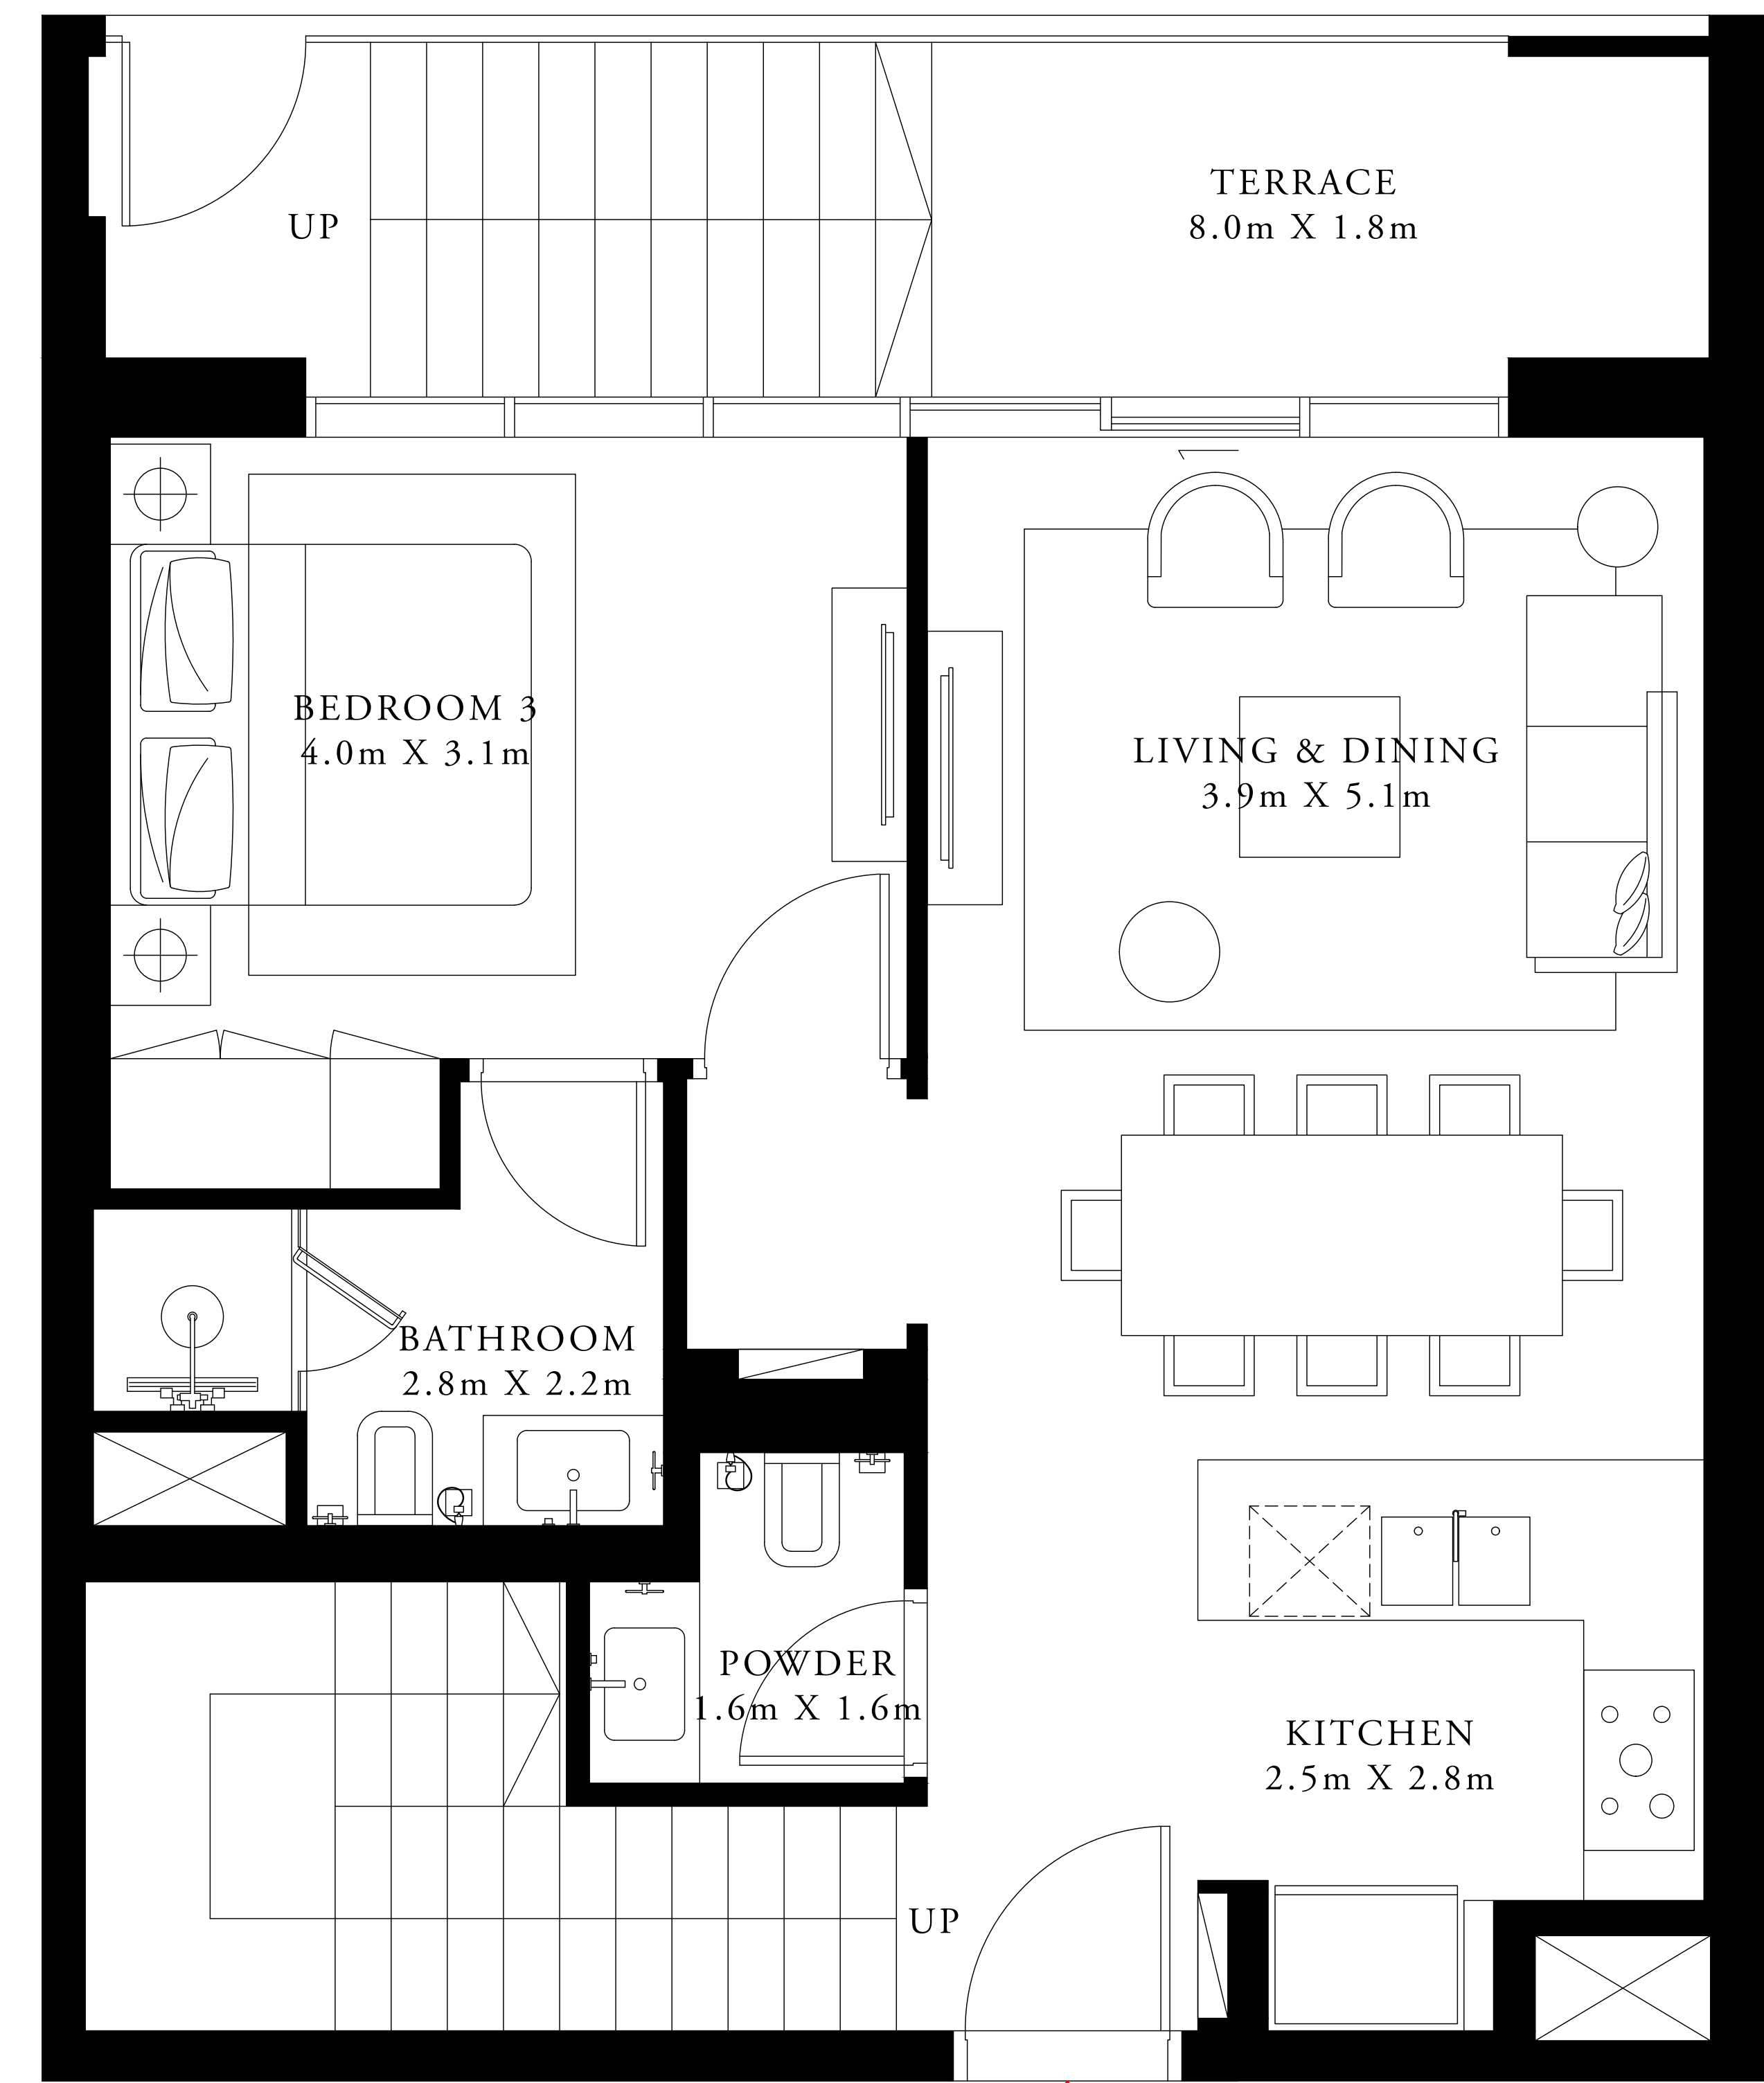 TERRACE
8.0m X 1.8m
UP
BEDROOM 3
4.0m X 3.1m
LIVING & DINING
3.9m X 5.1m
BATHROOM
2.8m X 2.2m
POWDER
1.6m X 1.6m
KITCHEN
2.5m X 2.8m
UP